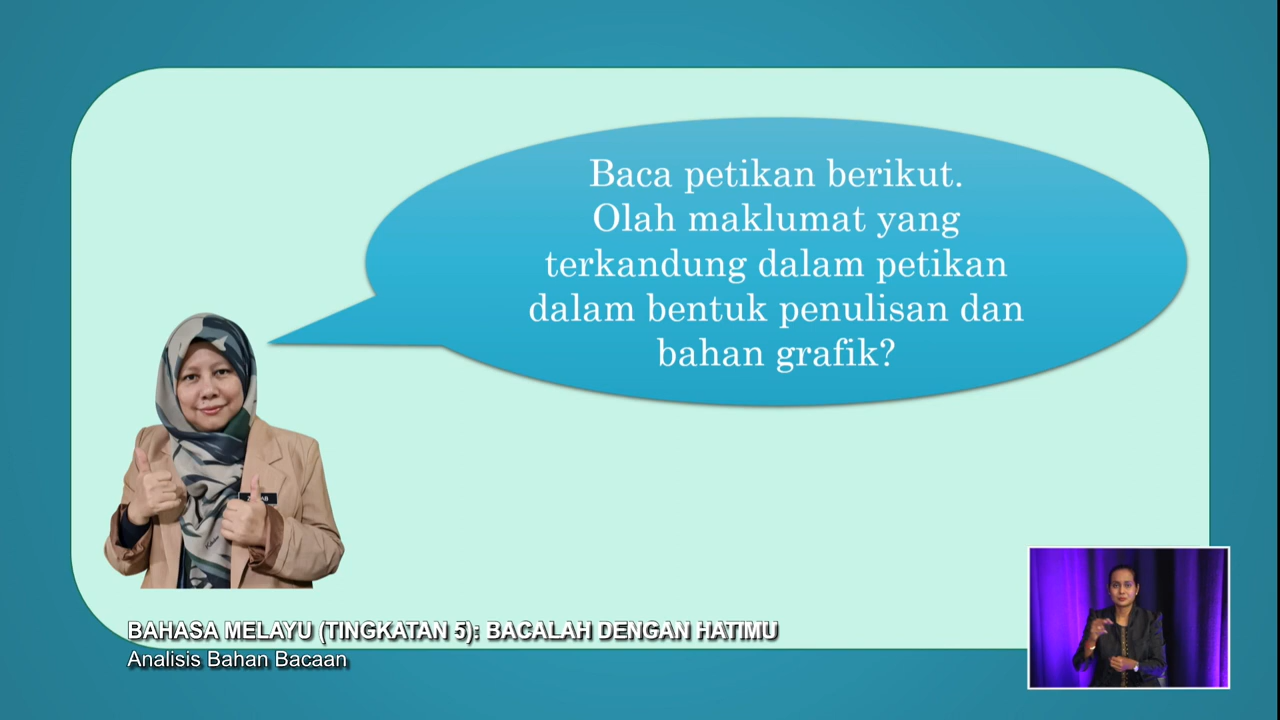 Baca petikan berikut.
Olah maklumat yang
terkandung dalam petikan
dalam bentuk penulisan dan
bahan grafik?
BAHASA MELAYU (TINGKATAN 5): BACALAH DENGAN HATIMU
Analisis Bahan Bacaan